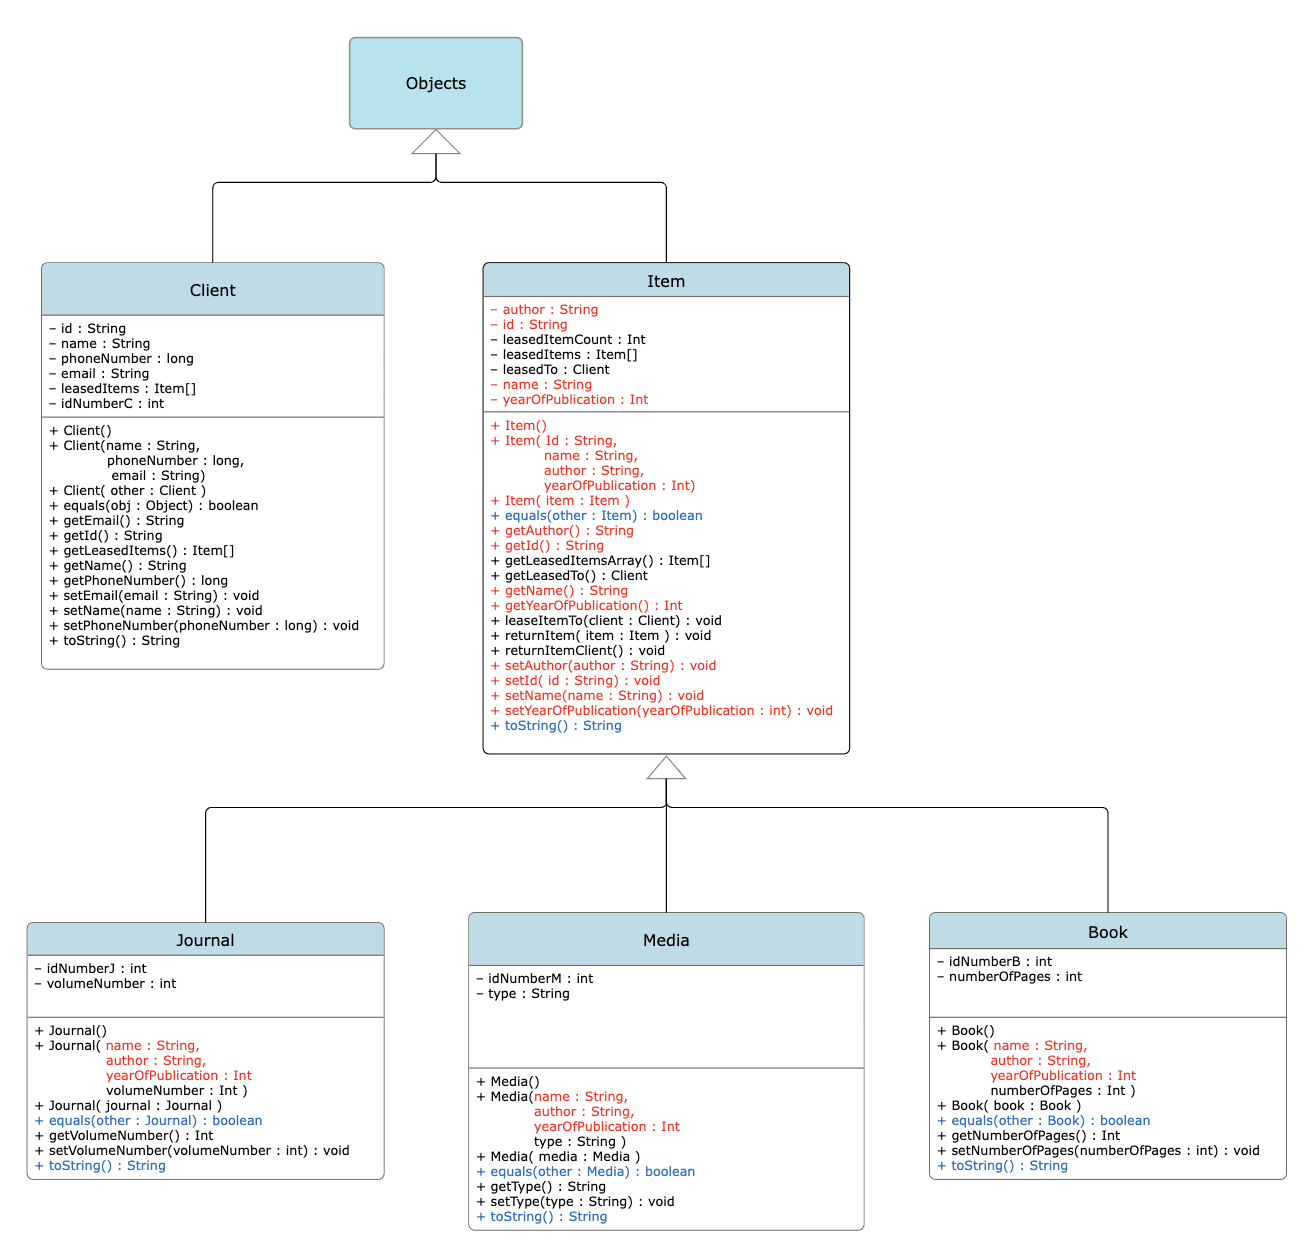 Objects
Client
– id : String
– name : String
– phoneNumber : long
– email : String
– leasedItems : Item[]
– idNumberC : int
+ Client()
+ Client(name : String,
phoneNumber : long,
email : String)
+ Client( other : Client )
+ equals(obj : Object) : boolean
+ getEmail() : String
+ getId() : String
+ getLeasedItems() : Item[]
+ getName() : String
+ getPhoneNumber() : long
+ setEmail(email : String) : void
+ setName(name : String) : void
+ setPhoneNumber(phoneNumber : long) : void
+ toString() : String
Item
– author : String
– id : String
– leasedItemCount : Int
– leasedItems : Item[]
– leasedTo : Client
– name : String
– yearOfPublication : Int
+ Item()
+ Item( Id : String,
name : String,
author : String,
yearOfPublication : Int)
+ Item( item : Item )
+ equals(other : Item) : boolean
+ getAuthor() : String
+ getId() : String
+ getLeasedItemsArray() : Item[]
+ getLeasedTo() : Client
+ getName() : String
+ getYearOfPublication() : Int
+ leaseItemTo(client : Client) : void
+ returnItem( item : Item ) : void
+ returnItemClient() : void
+ setAuthor(author : String) : void
+ setId( id : String) : void
+ setName(name : String) : void
+ setYearOfPublication(yearOfPublication : int) : void
+ toString() : String
Journal
– idNumberJ : int
– volumeNumber : int
+ Journal()
+ Journal( name : String,
author : String,
yearOfPublication : Int
volumeNumber : Int )
+ Journal( journal : Journal )
+ equals(other : Journal) : boolean
+ getVolumeNumber() : Int
+ setVolumeNumber(volumeNumber : int) : void
+ toString() : String
Media
– idNumberM : int
– type : String
+ Media()
+ Media(name : String,
author : String,
yearOfPublication : Int
type : String )
+ Media( media : Media )
+ equals(other : Media) : boolean
+ getType() : String
+ setType(type : String) : void
+ toString() : String
Book
– idNumberB : int
– numberOfPages : int
+ Book()
+ Book( name : String,
author : String,
yearOfPublication : Int
numberOfPages : Int )
+ Book( book : Book )
+ equals(other : Book) : boolean
+ getNumberOfPages() : Int
+ setNumberOfPages(numberOfPages : int) : void
+ toString() : String